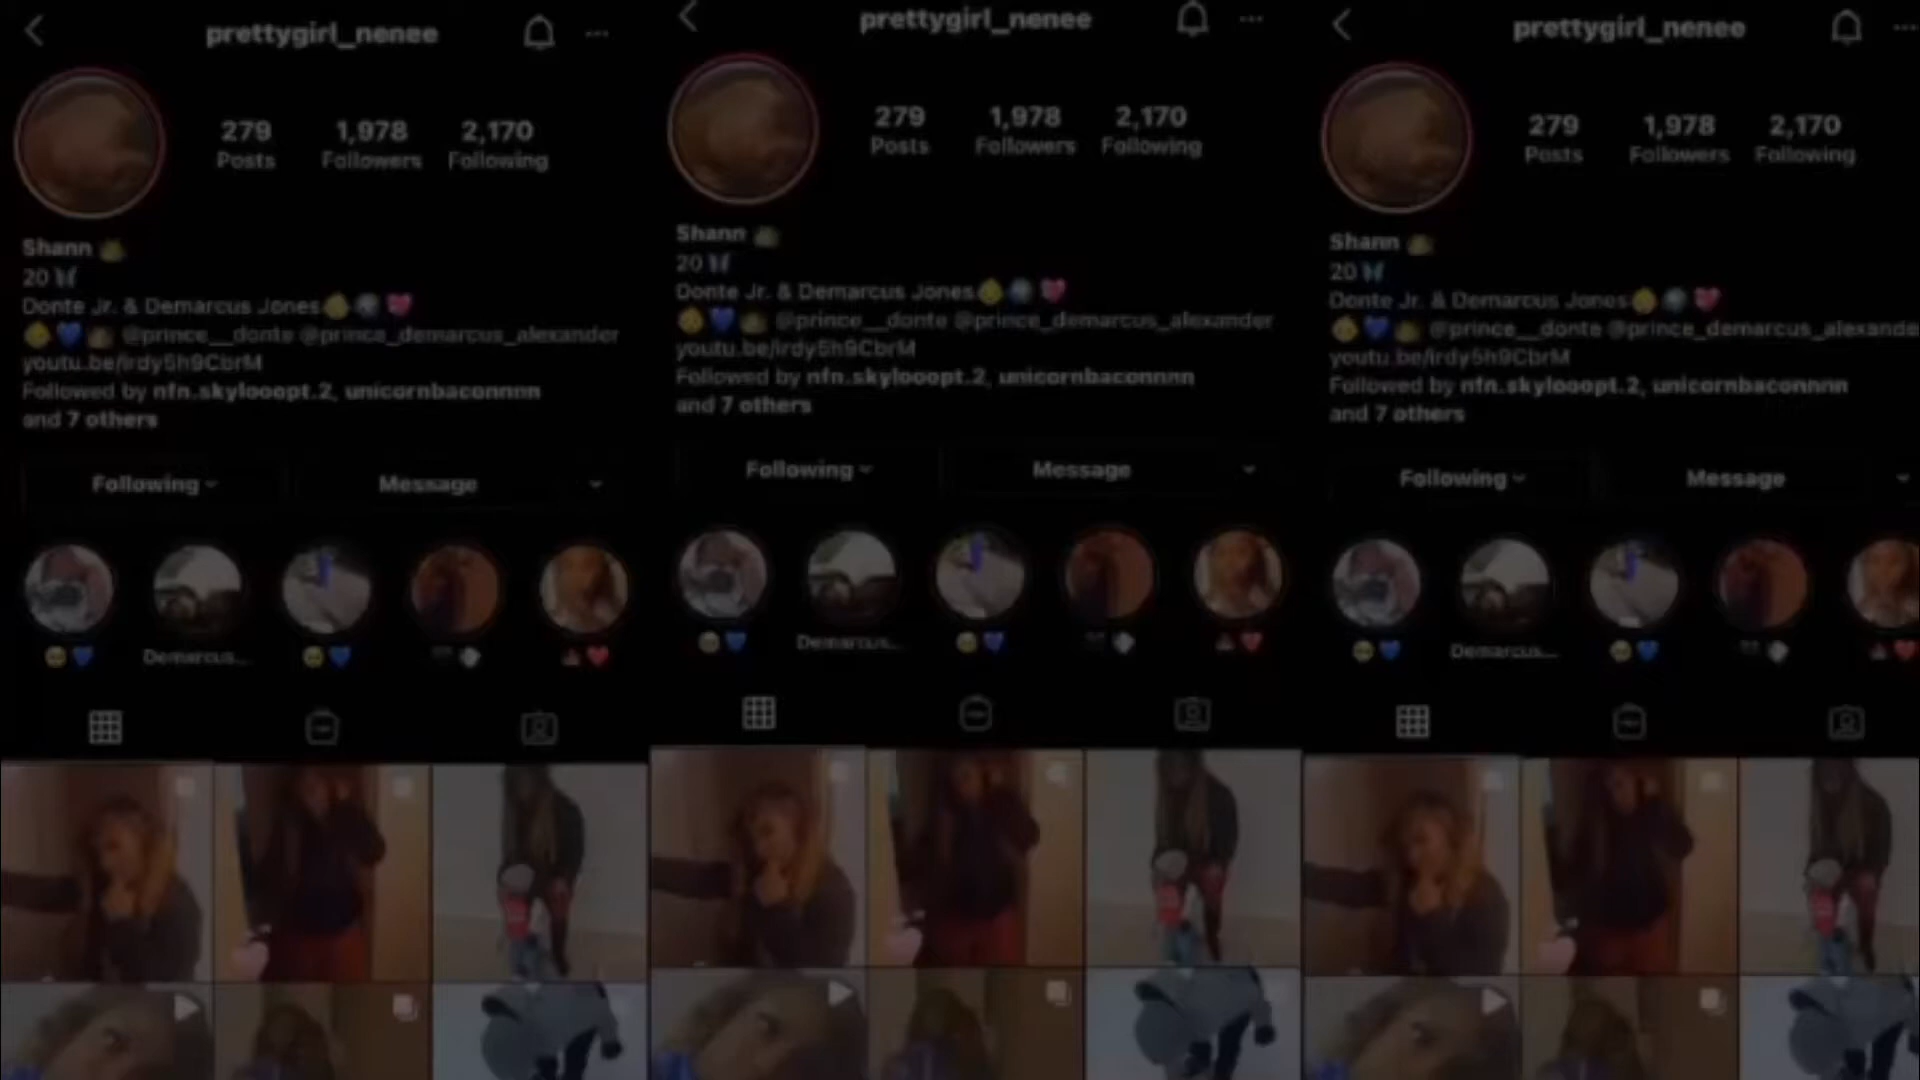 prettygirl_nenee
279 1,978 2,170
Posts Followers Following
Shann
20
Donte Jr. & Demarcus Jones
@prince__donte @prince_demarcus_alexander
youtu.be/irdy5h9CbrM
Followed by nfn.skylooopt.2, unicornbaconnnn
and 7 others
Following Message
Demarcus...
prettygirl_nenee
279 1,978 2,170
Posts Followers Following
Shann
20
Donte Jr. & Demarcus Jones
@prince__donte @prince_demarcus_alexander
youtu.be/irdy5h9CbrM
Followed by nfn.skylooopt.2, unicornbaconnnn
and 7 others
Following Message
Demarcus...
prettygirl_nenee
279 1,978 2,170
Posts Followers Following
Shann
20
Donte Jr. & Demarcus Jones
@prince__donte @prince_demarcus_alexande
youtu.be/irdy5h9CbrM
Followed by nfn.skylooopt.2, unicornbaconnnn
and 7 others
Following Message
Demarcus...